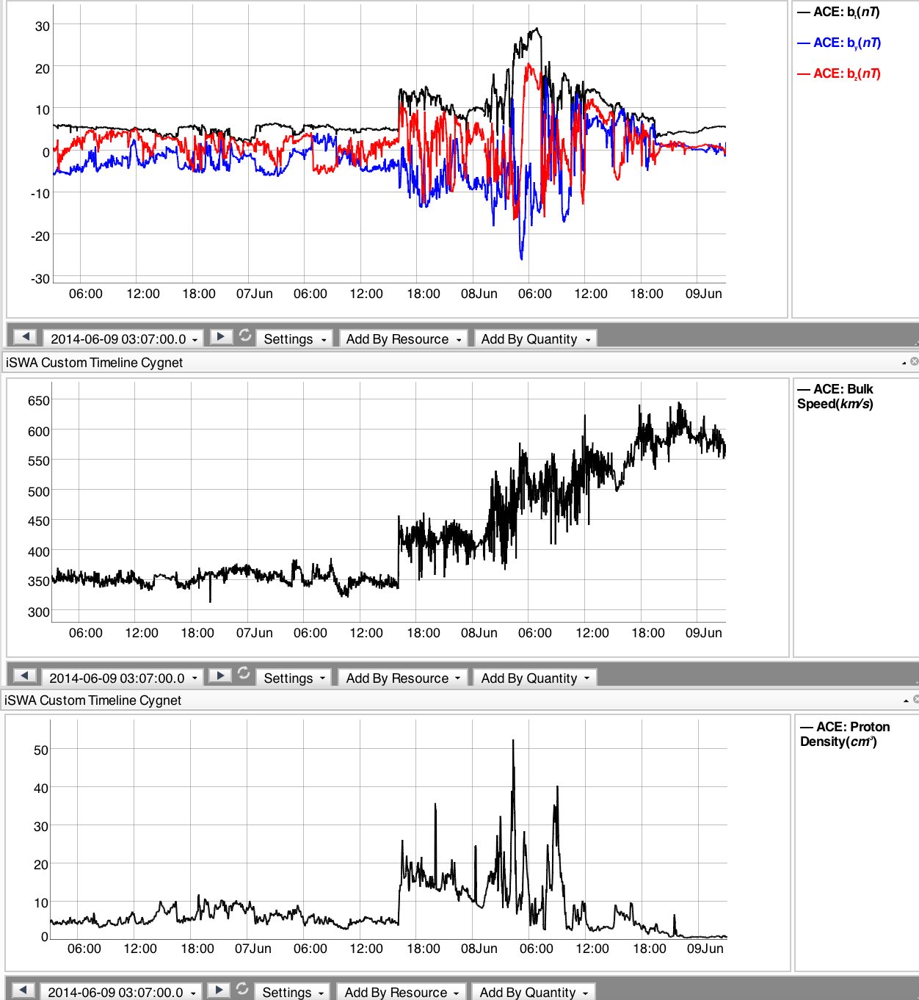 30
20
10
0
-10
-20
-30
06:00 12:00 18:00 07Jun 06:00 12:00 18:00 08Jun 06:00 12:00 18:00 09Jun
ACE: bt(nT)
ACE: by(nT)
ACE: bz(nT)
2014-06-09 03:07:00.0 Settings Add By Resource Add By Quantity
iSWA Custom Timeline Cygnet
650
600
550
500
450
400
350
300
06:00 12:00 18:00 07Jun 06:00 12:00 18:00 08Jun 06:00 12:00 18:00 09Jun
ACE: Bulk
Speed(km/s)
2014-06-09 03:07:00.0 Settings Add By Resource Add By Quantity
iSWA Custom Timeline Cygnet
50
40
30
20
10
0
06:00 12:00 18:00 07Jun 06:00 12:00 18:00 08Jun 06:00 12:00 18:00 09Jun
ACE: Proton
Density(cm⁻³)
2014-06-09 03:07:00.0 Settings Add By Resource Add By Quantity